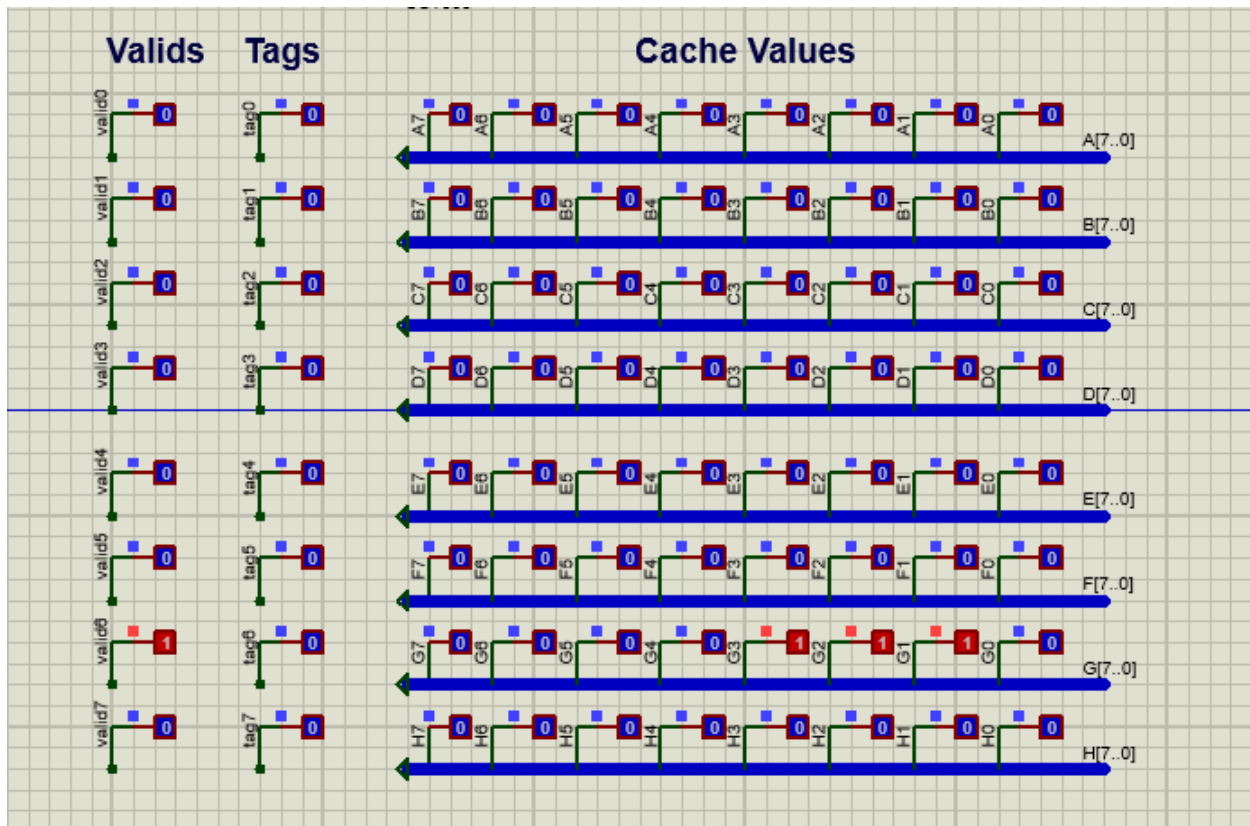 Valids Tags Cache Values
valid0 0 tag0 0 A7 0 A6 0 A5 0 A4 0 A3 0 A2 0 A1 0 A0 0 A[7..0]
valid1 0 tag1 0 B7 0 B6 0 B5 0 B4 0 B3 0 B2 0 B1 0 B0 0 B[7..0]
valid2 0 tag2 0 C7 0 C6 0 C5 0 C4 0 C3 0 C2 0 C1 0 C0 0 C[7..0]
valid3 0 tag3 0 D7 0 D6 0 D5 0 D4 0 D3 0 D2 0 D1 0 D0 0 D[7..0]
valid4 0 tag4 0 E7 0 E6 0 E5 0 E4 0 E3 0 E2 0 E1 0 E0 0 E[7..0]
valid5 0 tag5 0 F7 0 F6 0 F5 0 F4 0 F3 0 F2 0 F1 0 F0 0 F[7..0]
valid6 1 tag6 0 G7 0 G6 0 G5 0 G4 0 G3 1 G2 1 G1 1 G0 0 G[7..0]
valid7 0 tag7 0 H7 0 H6 0 H5 0 H4 0 H3 0 H2 0 H1 0 H0 0 H[7..0]